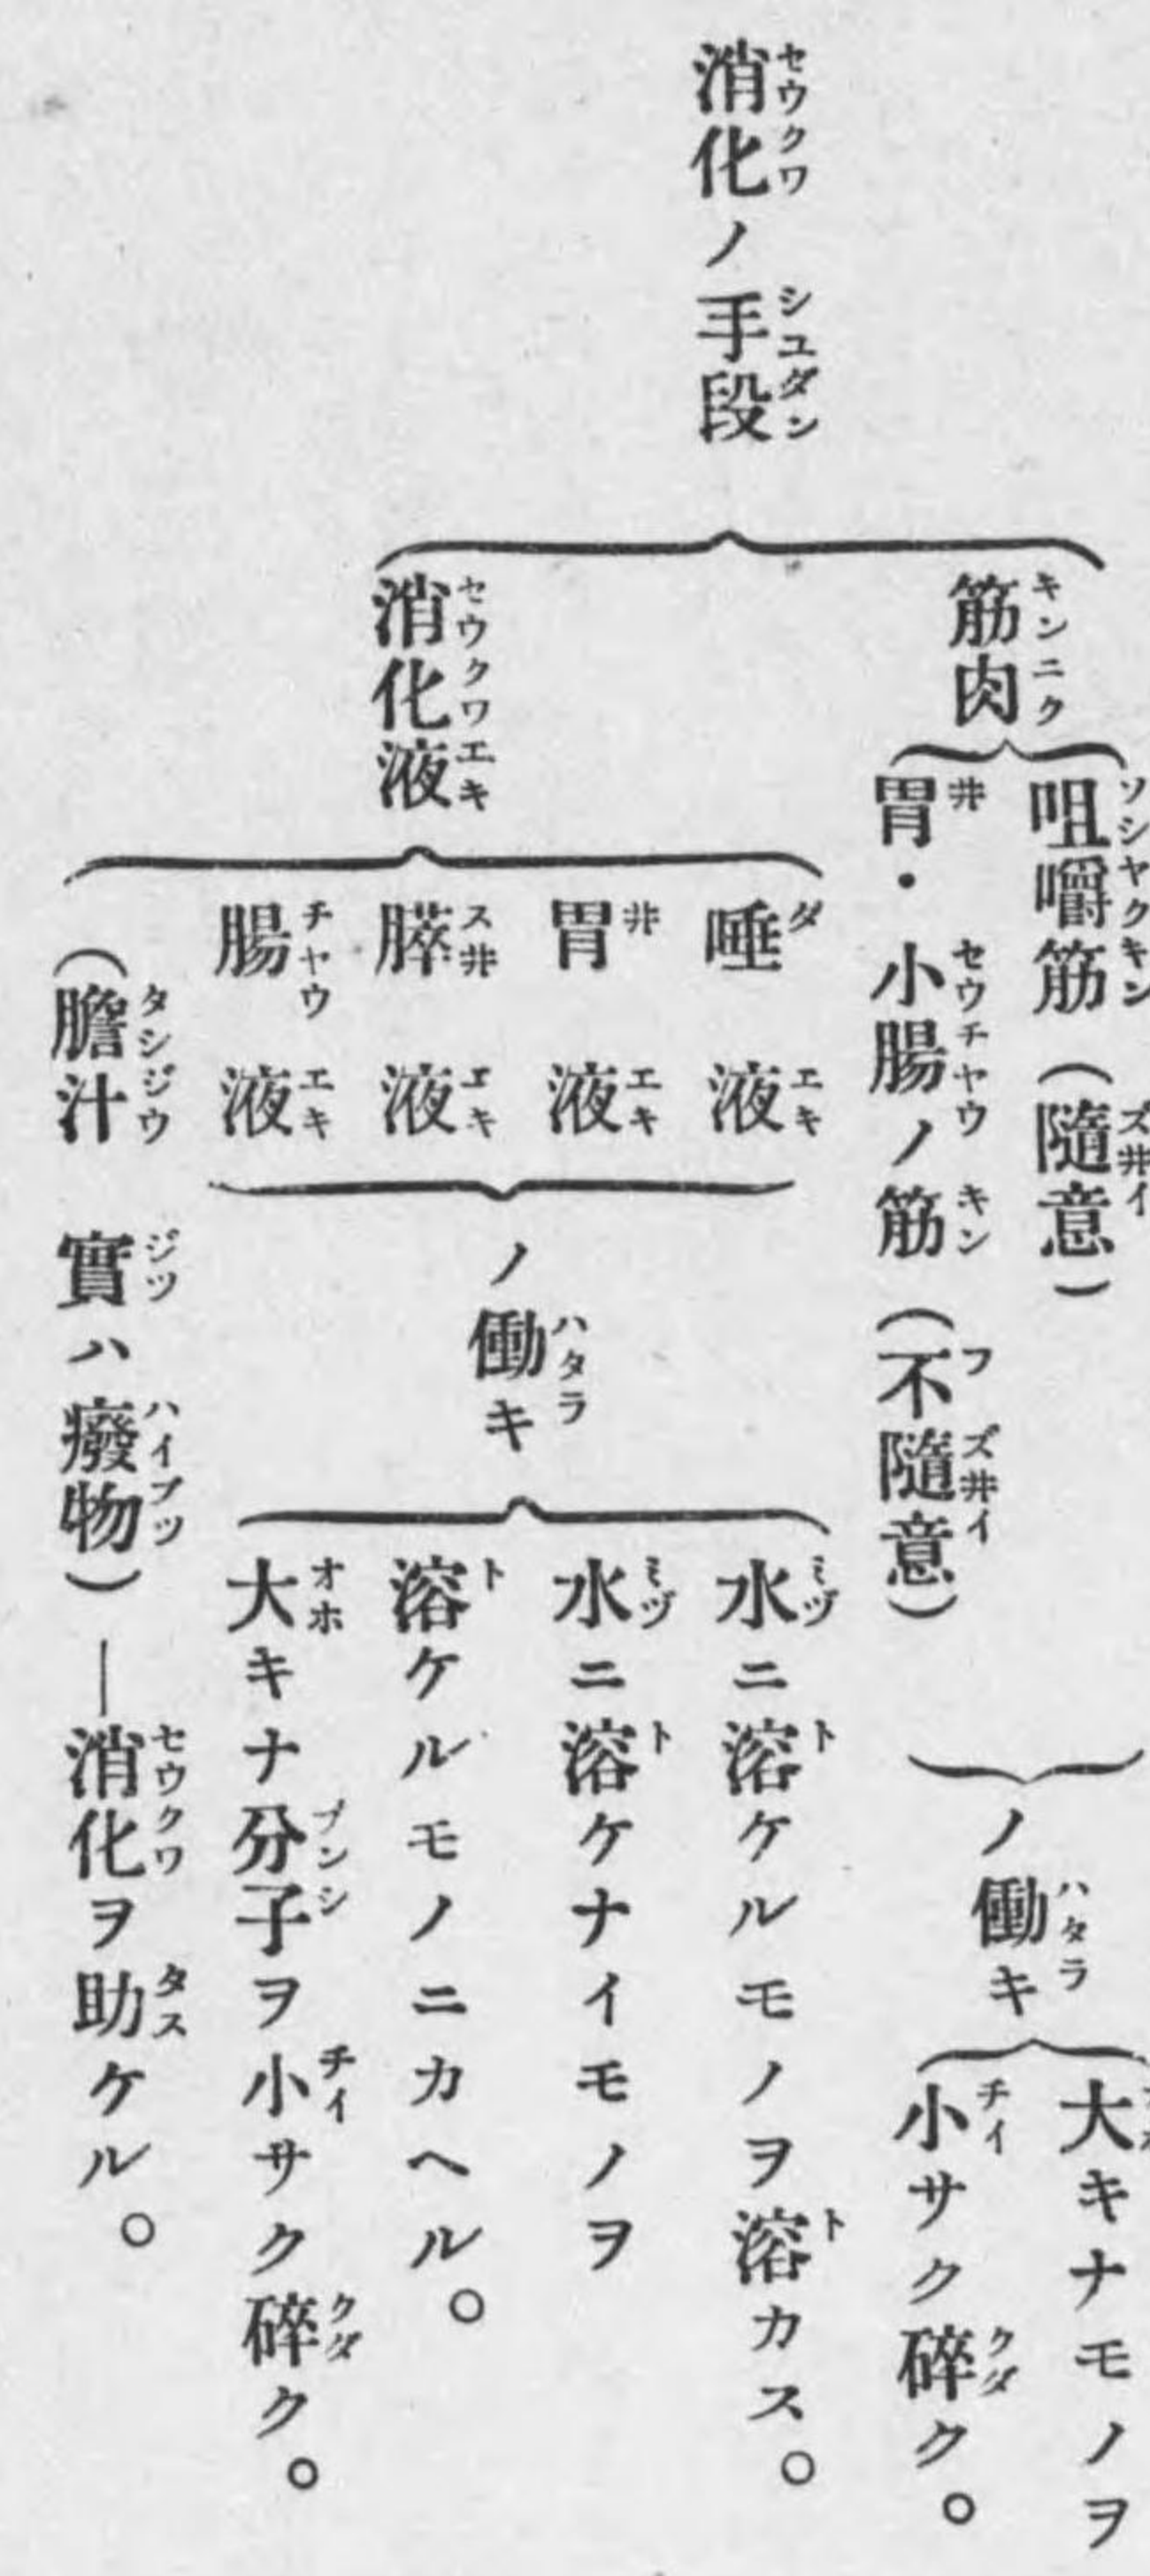 消化ノ手段
筋肉
咀嚼筋(隨意)
胃・小腸ノ筋(不隨意)
ノ働キ
大キナモノヲ
小サク碎ク。
消化液
唾液
胃液
膵液
腸液
ノ働キ
水ニ溶ケルモノヲ溶カス。
水ニ溶ケナイモノヲ
溶ケルモノニカヘル。
大キナ分子ヲ小サク碎ク。
(膽汁 實ハ癈物)―消化ヲ助ケル。